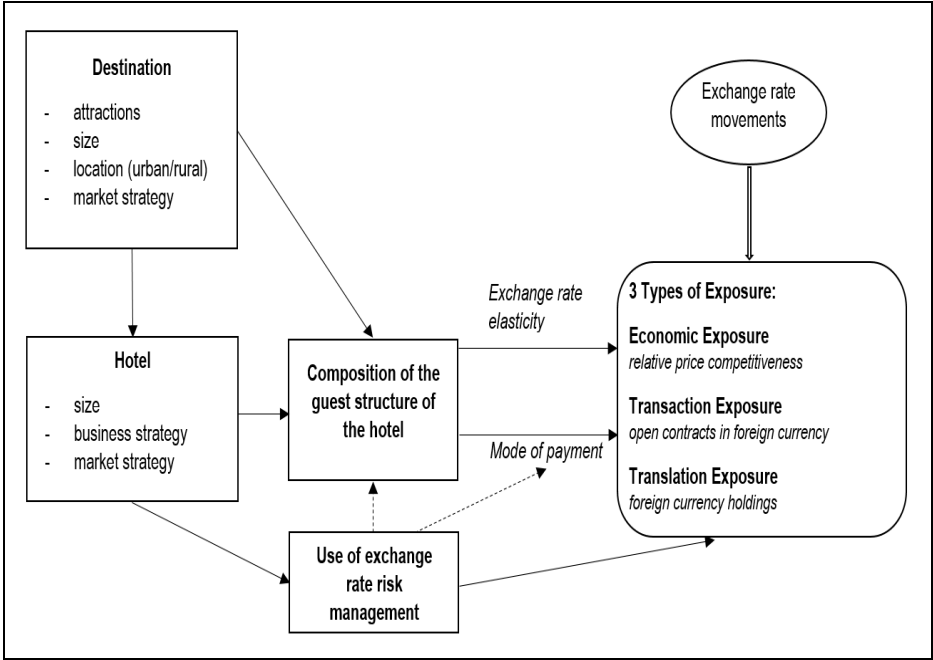 Destination
- attractions
- size
- location (urban/rural)
- market strategy
Exchange rate
movements
Hotel
- size
- business strategy
- market strategy
Composition of the
guest structure of
the hotel
Exchange rate
elasticity
Mode of payment
3 Types of Exposure:
Economic Exposure
relative price competitiveness
Transaction Exposure
open contracts in foreign currency
Translation Exposure
foreign currency holdings
Use of exchange
rate risk
management